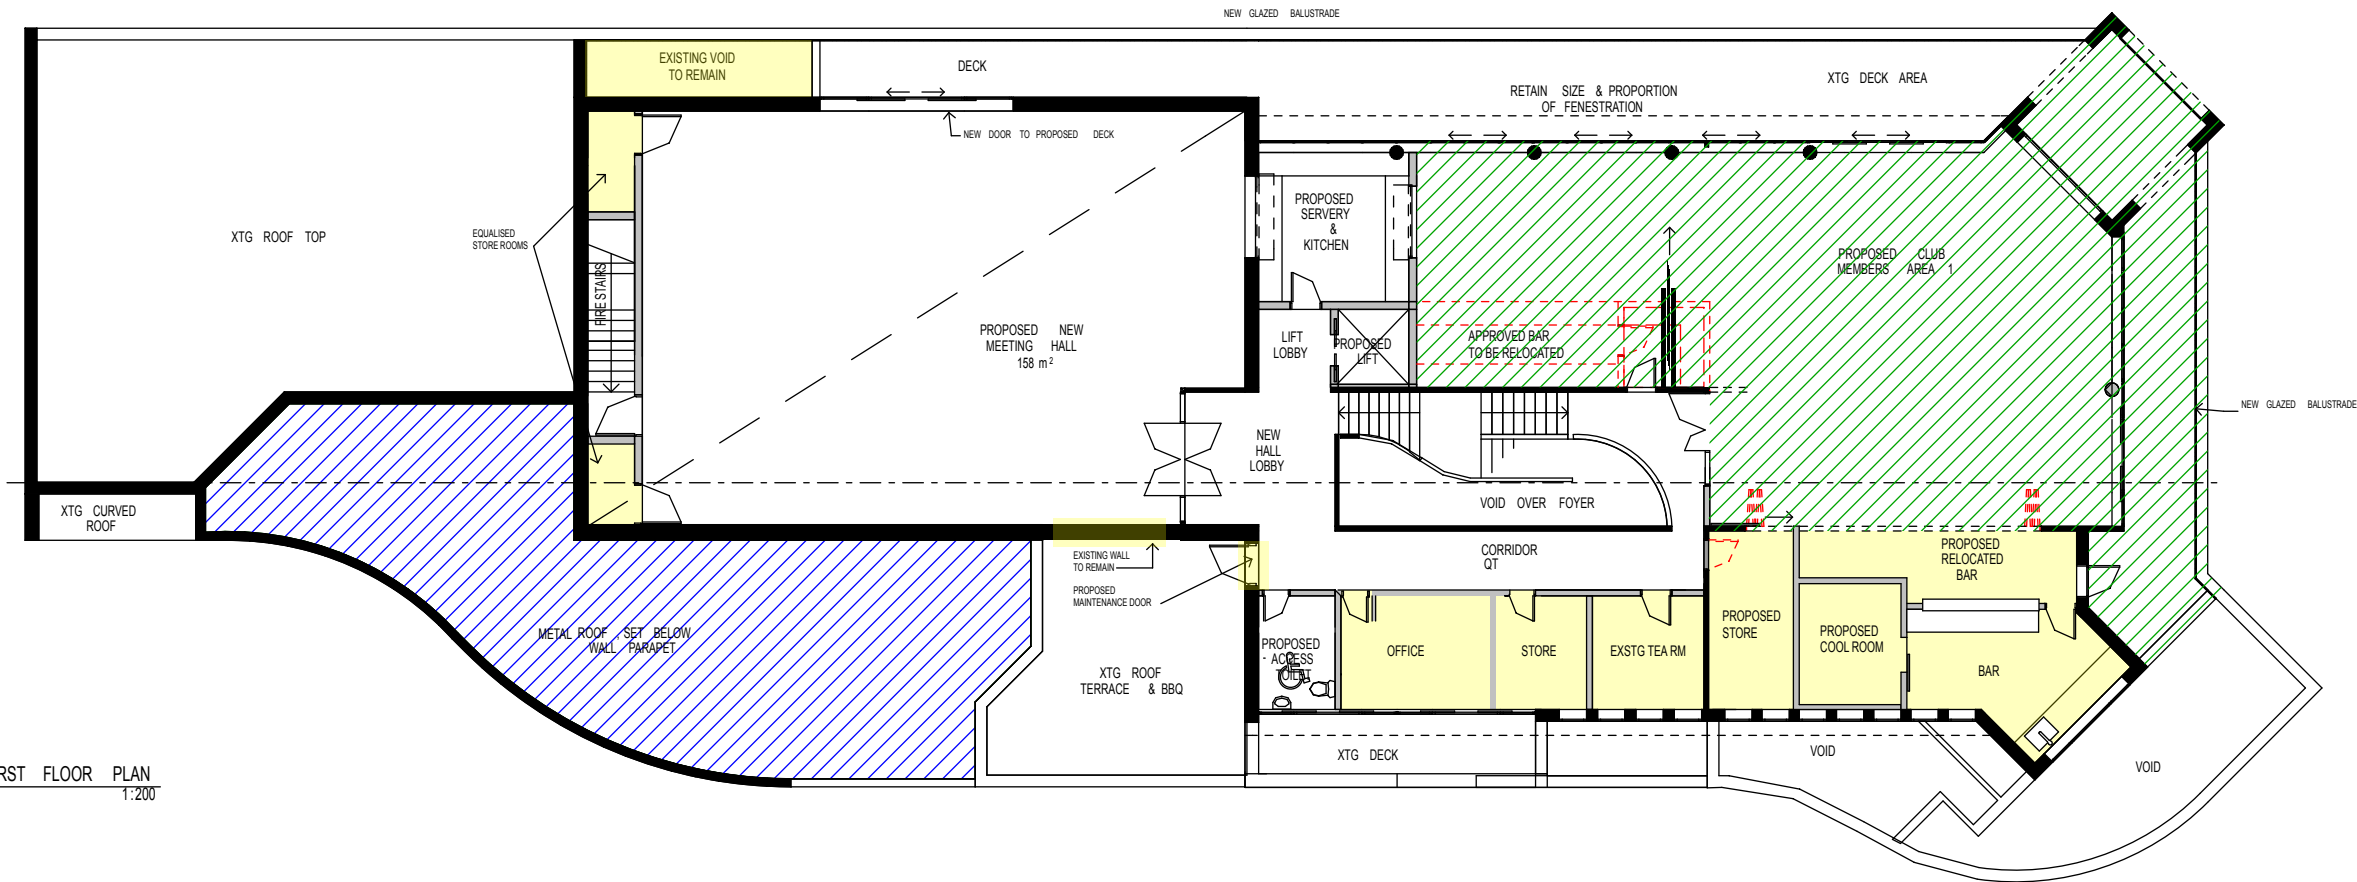 NEW GLAZED BALUSTRADE
EXISTING VOID
TO REMAIN
DECK
XTG DECK AREA
RETAIN SIZE & PROPORTION
OF FENESTRATION
NEW DOOR TO PROPOSED DECK
XTG ROOF TOP
EQUALISED
STORE ROOMS
FIRE STAIRS
PROPOSED
SERVERY
&
KITCHEN
PROPOSED CLUB
MEMBERS AREA 1
PROPOSED NEW
MEETING HALL
158 m²
LIFT
LOBBY
PROPOSED
LIFT
APPROVED BAR
TO BE RELOCATED
NEW GLAZED BALUSTRADE
NEW
HALL
LOBBY
VOID OVER FOYER
XTG CURVED
ROOF
EXISTING WALL
TO REMAIN
PROPOSED
MAINTENANCE DOOR
CORRIDOR
QT
PROPOSED
RELOCATED
BAR
METAL ROOF , SET BELOW
WALL PARAPET
PROPOSED
- ACCESS
TOILET
OFFICE
STORE
EXSTG TEA RM
PROPOSED
STORE
PROPOSED
COOL ROOM
BAR
XTG ROOF
TERRACE & BBQ
XTG DECK
VOID
VOID
RST FLOOR PLAN
1:200